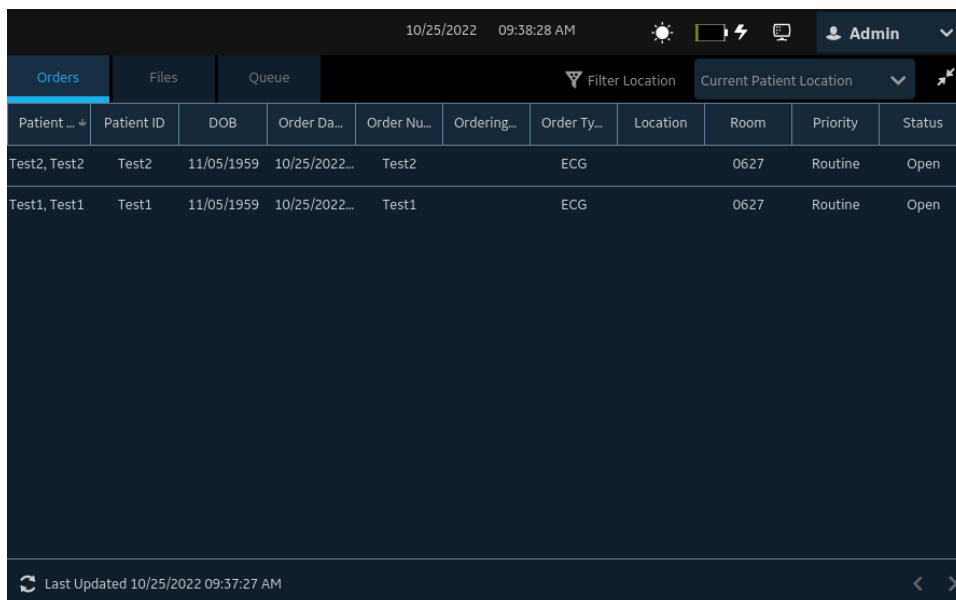 10/25/2022 09:38:28 AM Admin
Orders Files Queue Filter Location Current Patient Location
Patient ... Patient ID DOB Order Da... Order Nu... Ordering... Order Ty... Location Room Priority Status
Test2, Test2 Test2 11/05/1959 10/25/2022... Test2 ECG 0627 Routine Open
Test1, Test1 Test1 11/05/1959 10/25/2022... Test1 ECG 0627 Routine Open
Last Updated 10/25/2022 09:37:27 AM